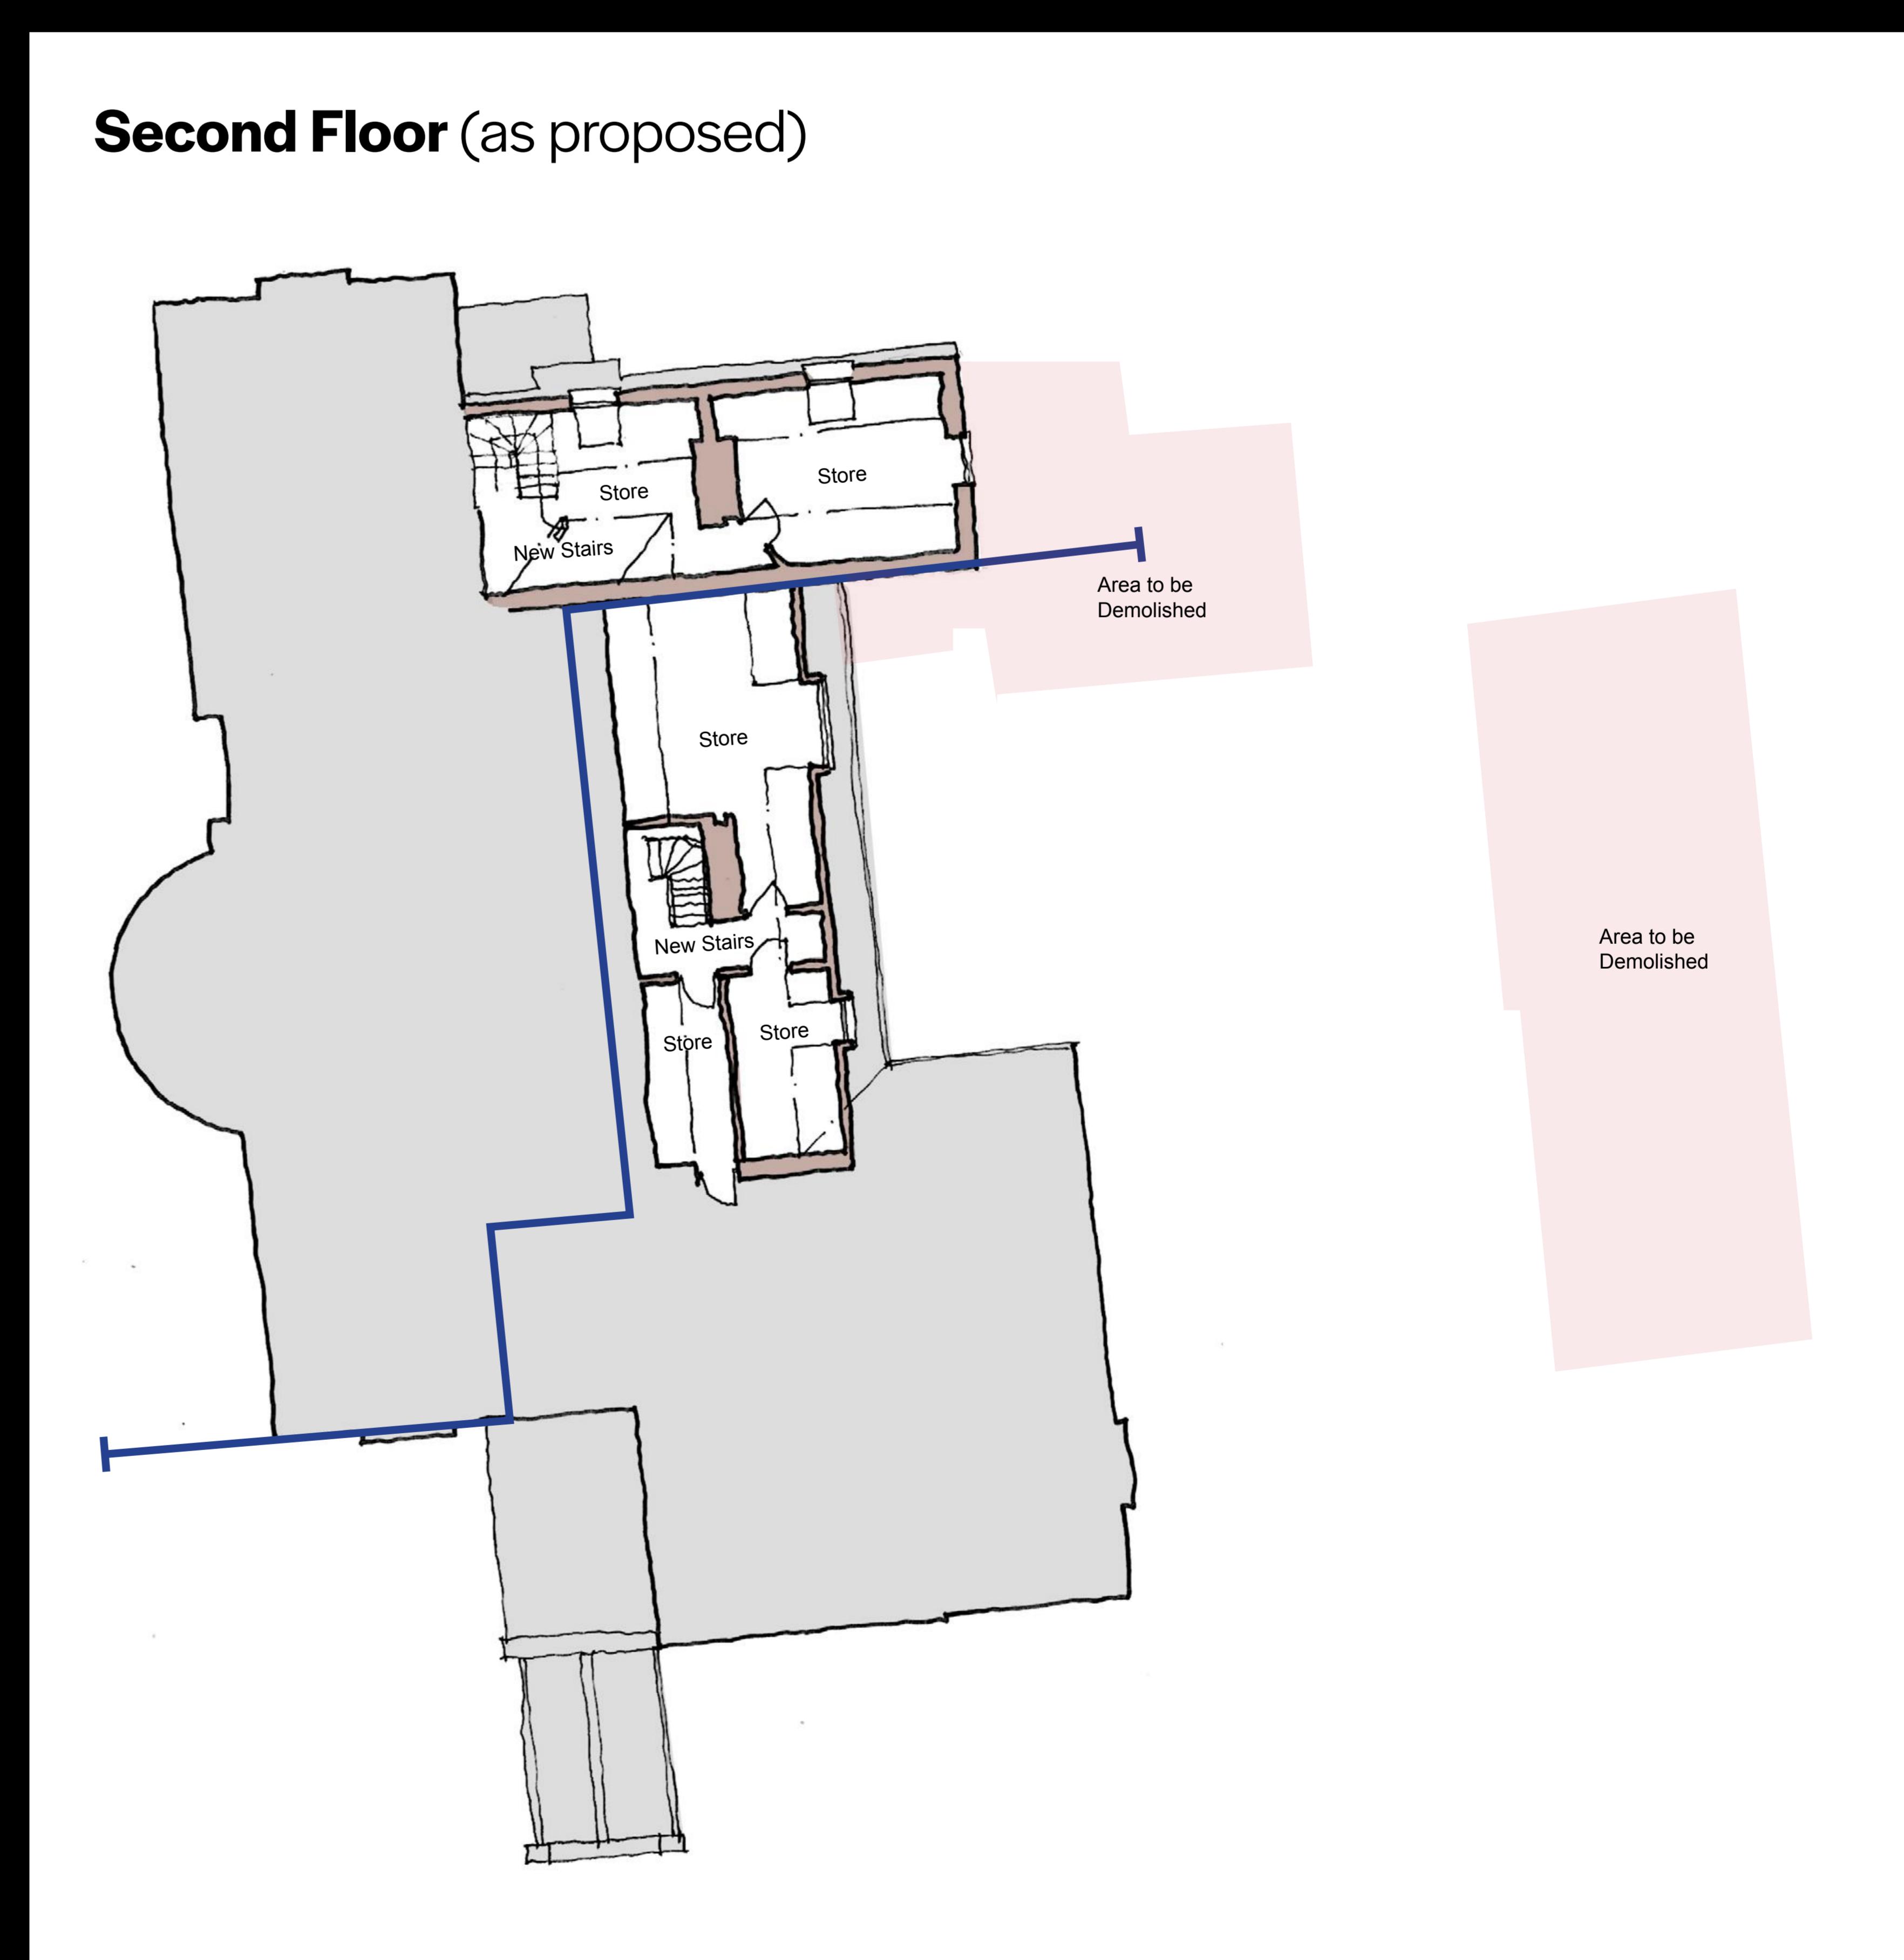 Second Floor (as proposed)
Store
Store
New Stairs
Area to be
Demolished
Store
New Stairs
Store
Store
Area to be
Demolished